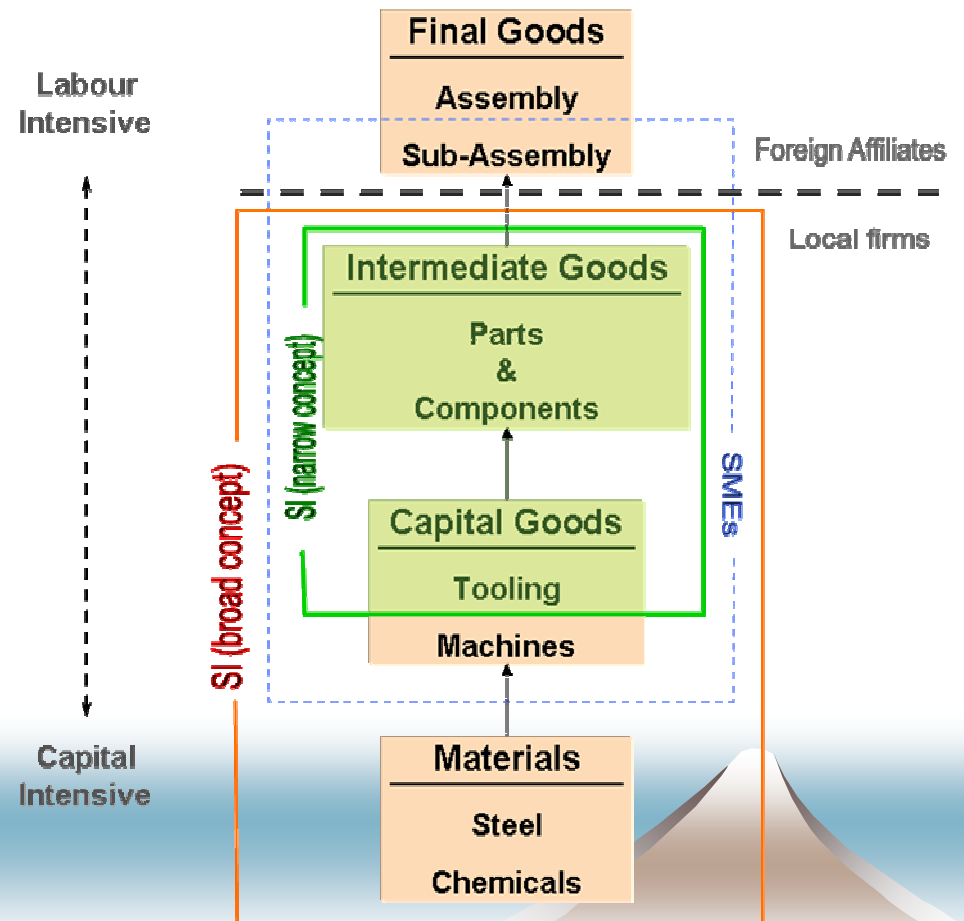 Final Goods
Assembly
Sub-Assembly
Labour
Intensive
Foreign Affiliates
Local firms
Intermediate Goods
Parts
&
Components
SI (narrow concept)
SI (broad concept)
SMEs
Capital Goods
Tooling
Machines
Capital
Intensive
Materials
Steel
Chemicals